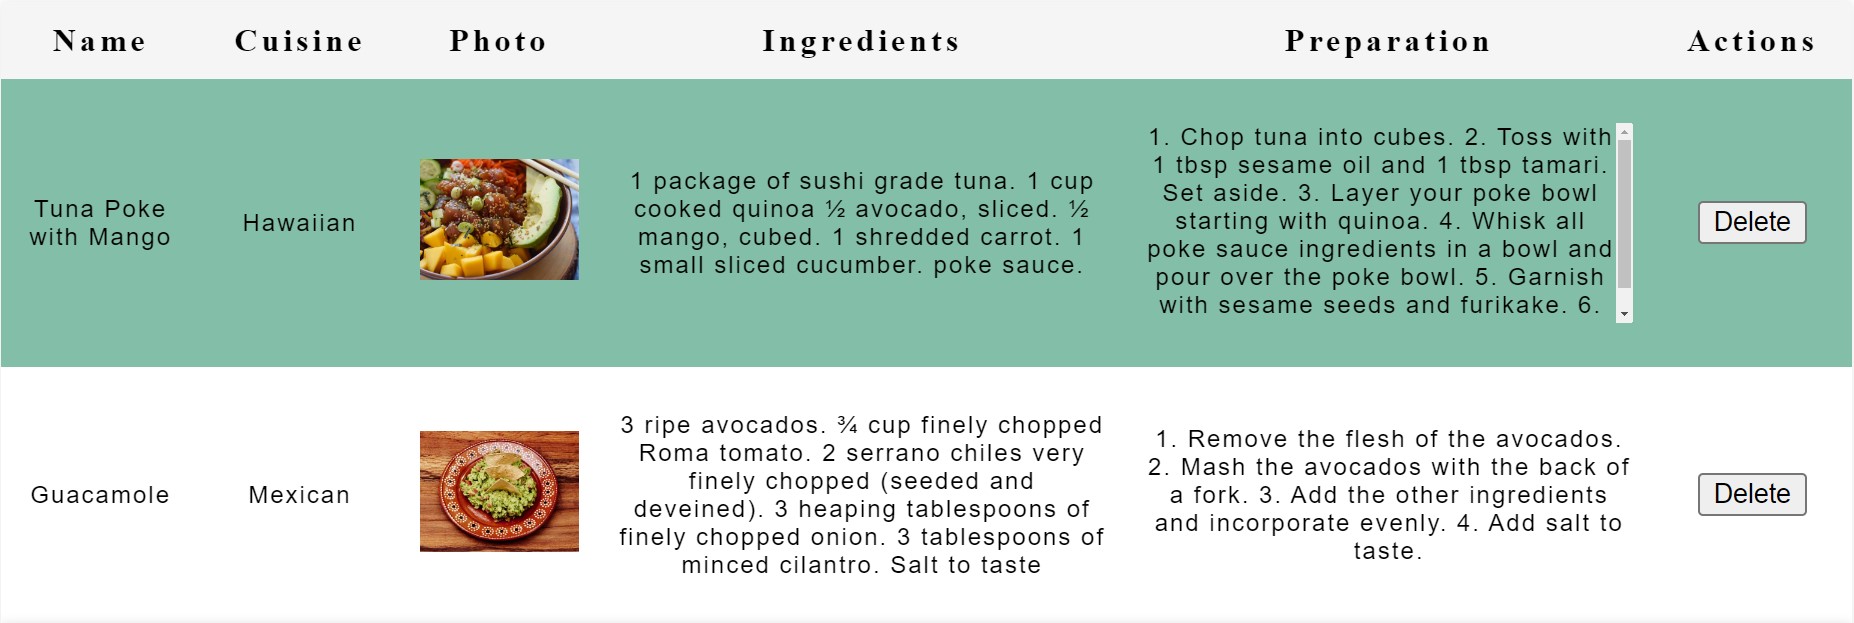 Name Cuisine Photo Ingredients Preparation Actions
Tuna Poke
with Mango
Hawaiian
1 package of sushi grade tuna. 1 cup
cooked quinoa ½ avocado, sliced. ½
mango, cubed. 1 shredded carrot. 1
small sliced cucumber. poke sauce.
1. Chop tuna into cubes. 2. Toss with
1 tbsp sesame oil and 1 tbsp tamari.
Set aside. 3. Layer your poke bowl
starting with quinoa. 4. Whisk all
poke sauce ingredients in a bowl and
pour over the poke bowl. 5. Garnish
with sesame seeds and furikake. 6.
Delete
Guacamole
Mexican
3 ripe avocados. ¾ cup finely chopped
Roma tomato. 2 serrano chiles very
finely chopped (seeded and
deveined). 3 heaping tablespoons of
finely chopped onion. 3 tablespoons of
minced cilantro. Salt to taste
1. Remove the flesh of the avocados.
2. Mash the avocados with the back of
a fork. 3. Add the other ingredients
and incorporate evenly. 4. Add salt to
taste.
Delete